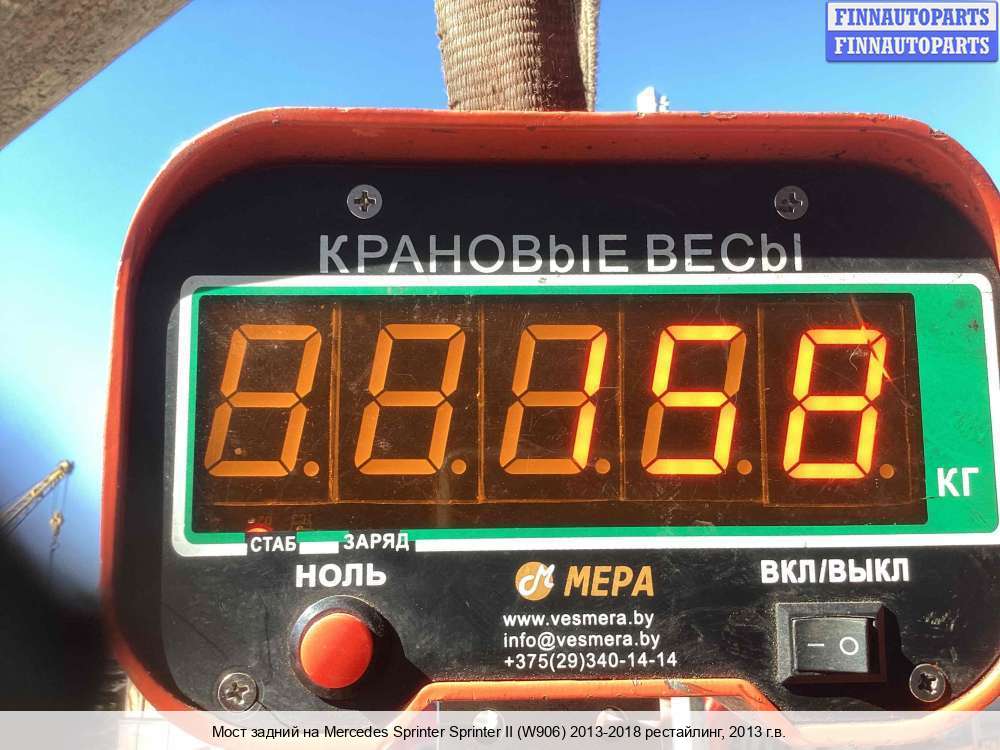 FINNAUTOPARTS
FINNAUTOPARTS
КРАНОВЫЕ ВЕСЫ
158
КГ
СТАБ ЗАРЯД
НОЛЬ
МЕРА
ВКЛ/ВЫКЛ
www.vesmera.by
info@vesmera.by
+375(29)340-14-14
Мост задний на Mercedes Sprinter Sprinter II (W906) 2013-2018 рестайлинг, 2013 г.в.